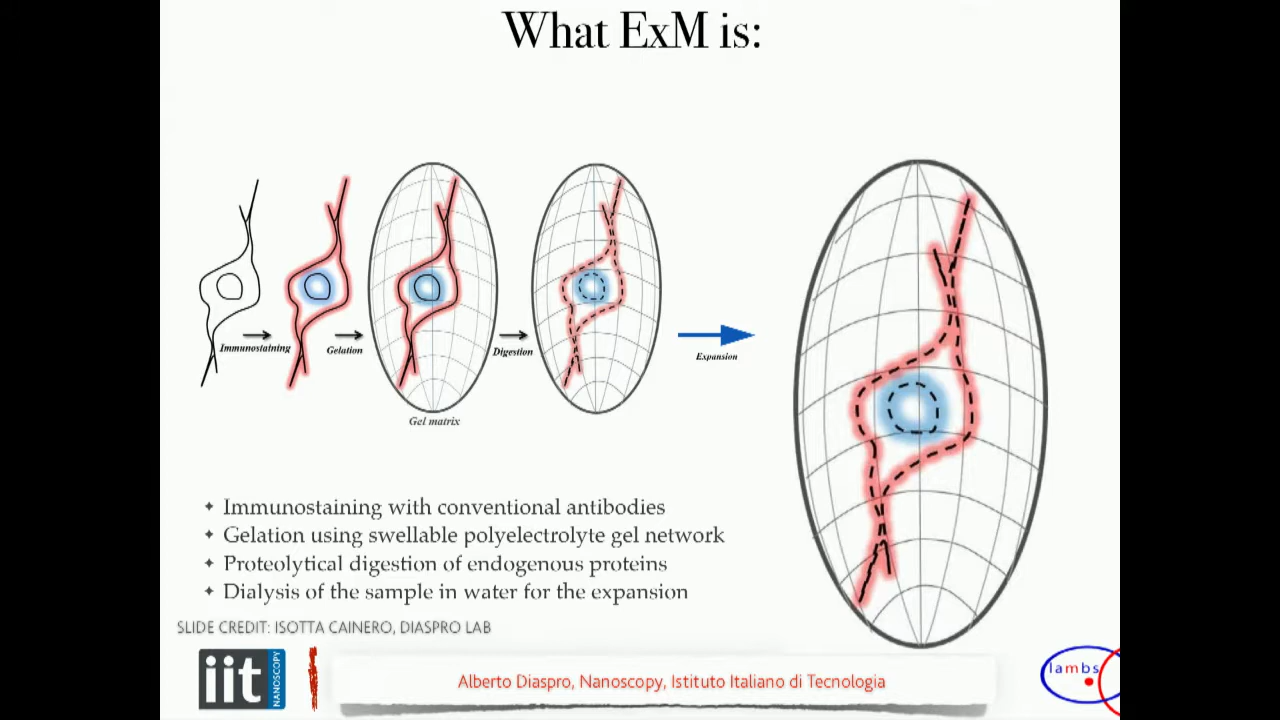 What ExM is:
Immunostaining
Gelation
Digestion
Expansion
Gel matrix
✦ Immunostaining with conventional antibodies
✦ Gelation using swellable polyelectrolyte gel network
✦ Proteolytical digestion of endogenous proteins
✦ Dialysis of the sample in water for the expansion
SLIDE CREDIT: ISOTTA CAINERO, DIASPRO LAB
iit
NANOSCOPY
Alberto Diaspro, Nanoscopy, Istituto Italiano di Tecnologia
lambs